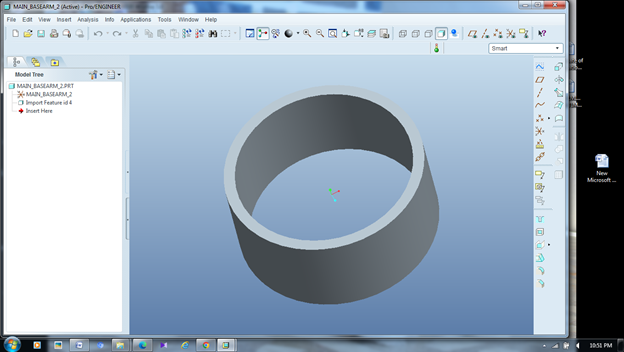 MAIN_BASEARM_2 (Active) - Pro/ENGINEER
File Edit View Insert Analysis Info Applications Tools Window Help
Smart
Model Tree
MAIN_BASEARM_2.PRT
MAIN_BASEARM_2
Import Feature id 4
Insert Here
of
New
Microsoft ...
10:51 PM